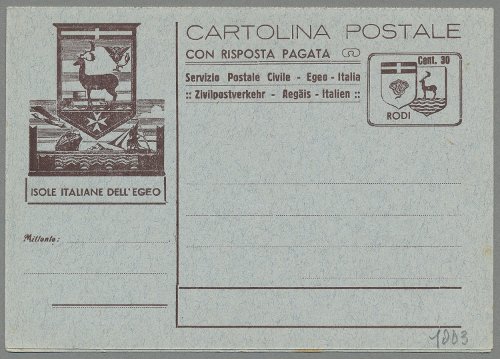 CARTOLINA POSTALE
CON RISPOSTA PAGATA
Servizio Postale Civile - Egeo - Italia
:: Zivilpostverkehr - Aegäis - Italien ::
Cent. 30
RODI
ISOLE ITALIANE DELL'EGEO
Mittente:
1003